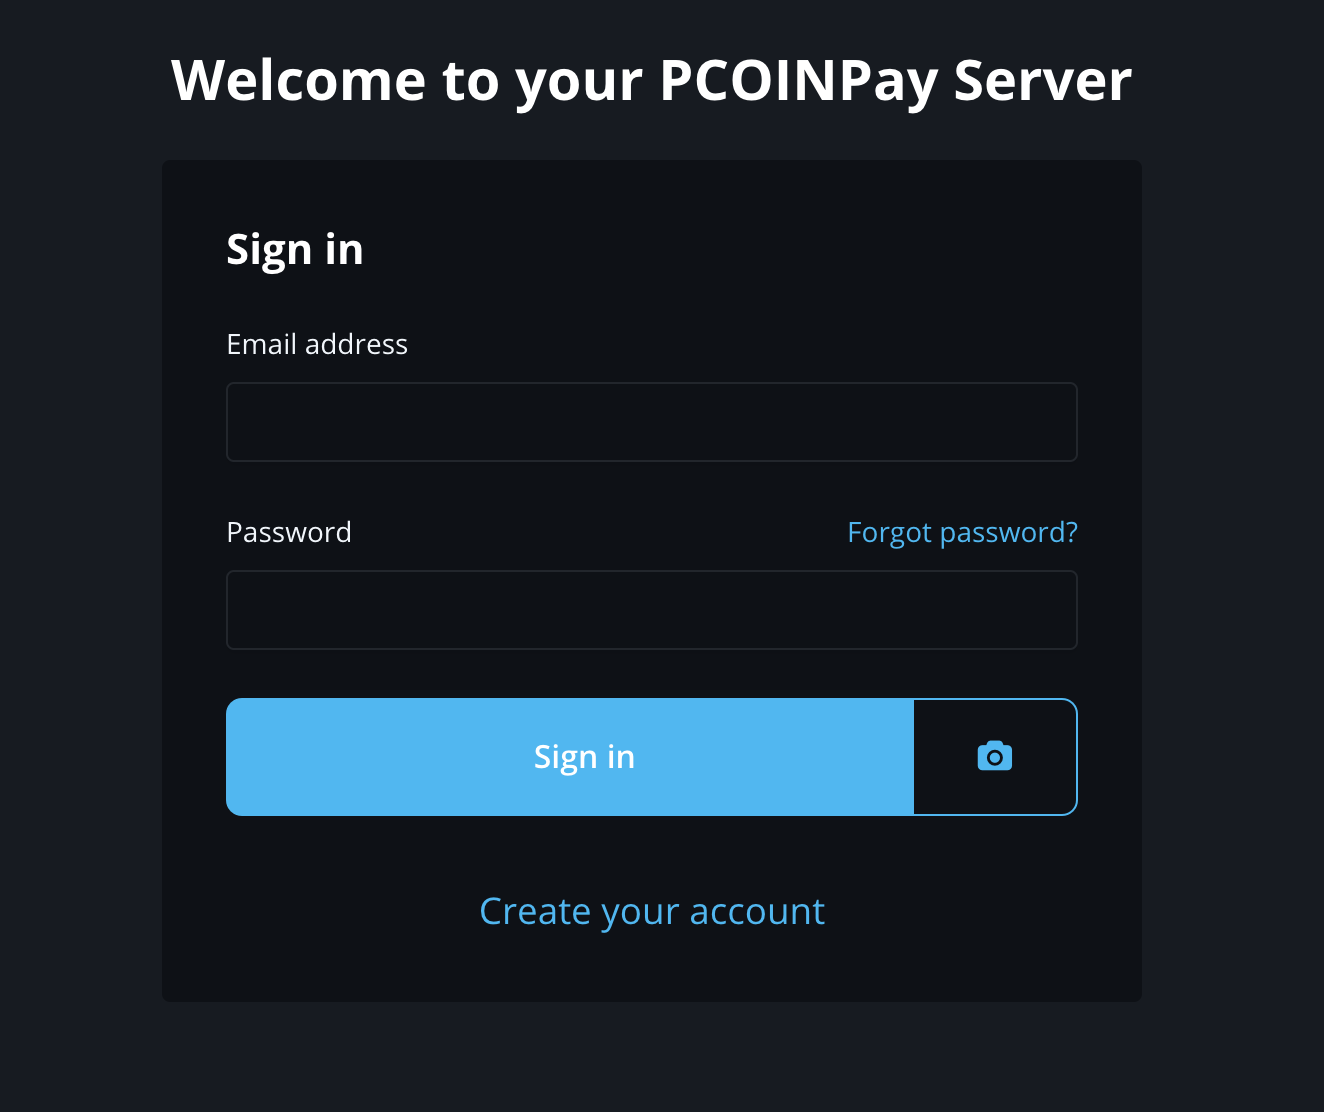 Welcome to your PCOINPay Server
Sign in
Email address
Password
Forgot password?
Sign in
Create your account